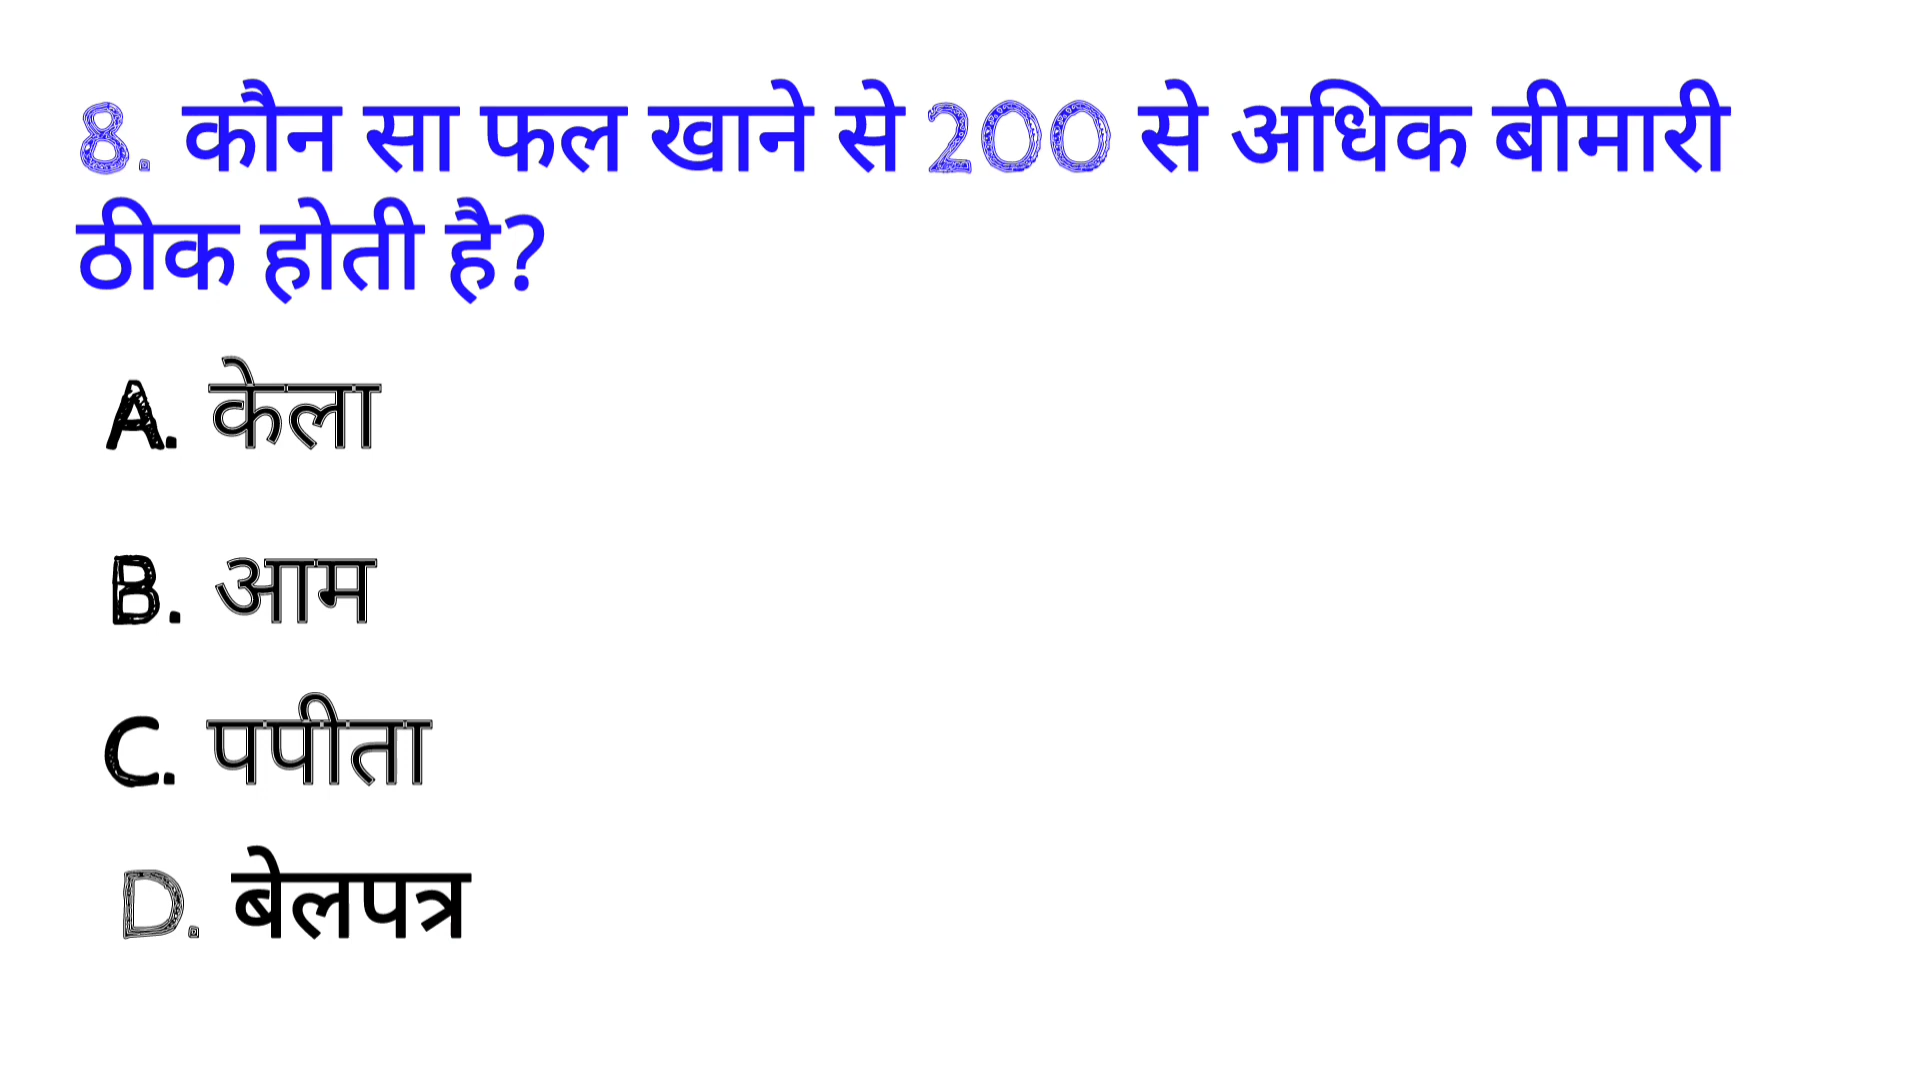 8. कौन सा फल खाने से 200 से अधिक बीमारी
ठीक होती है?
A. केला
B. आम
C. पपीता
D. बेलपत्र